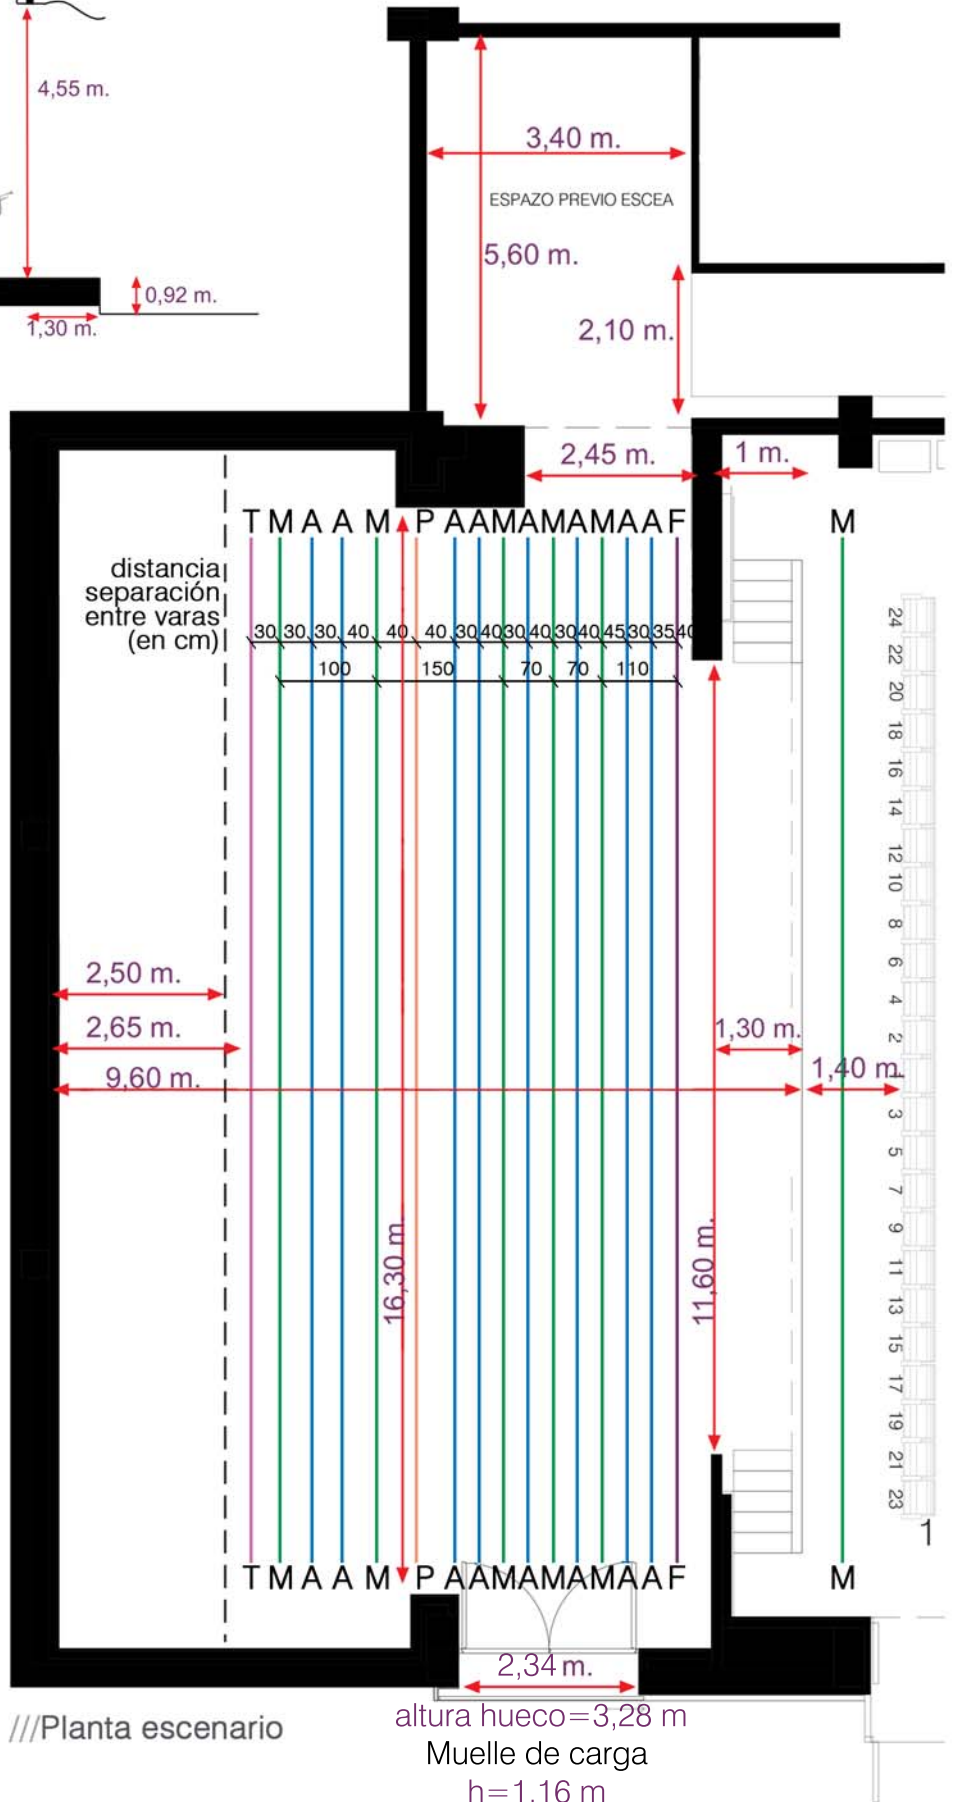 4,55 m.
3,40 m.
ESPAZO PREVIO ESCEA
5,60 m.
0,92 m.
1,30 m.
2,10 m.
2,45 m.
1 m.
T M A A M P A A M A M A M A A F
M
distancia
separación
entre varas
(en cm)
30 30 30 40 40 40 30 40 30 40 30 40 45 30 35 40
100 150 70 70 110
24
22
20
18
16
14
12
10
8
6
4
2
1
3
5
7
9
11
13
15
17
19
21
23
1
2,50 m.
2,65 m.
9,60 m.
1,30 m.
1,40 m.
16,30 m.
11,60 m.
T M A A M P A A M A M A M A A F
M
2,34 m.
altura hueco=3,28 m
///Planta escenario
Muelle de carga
h=1,16 m